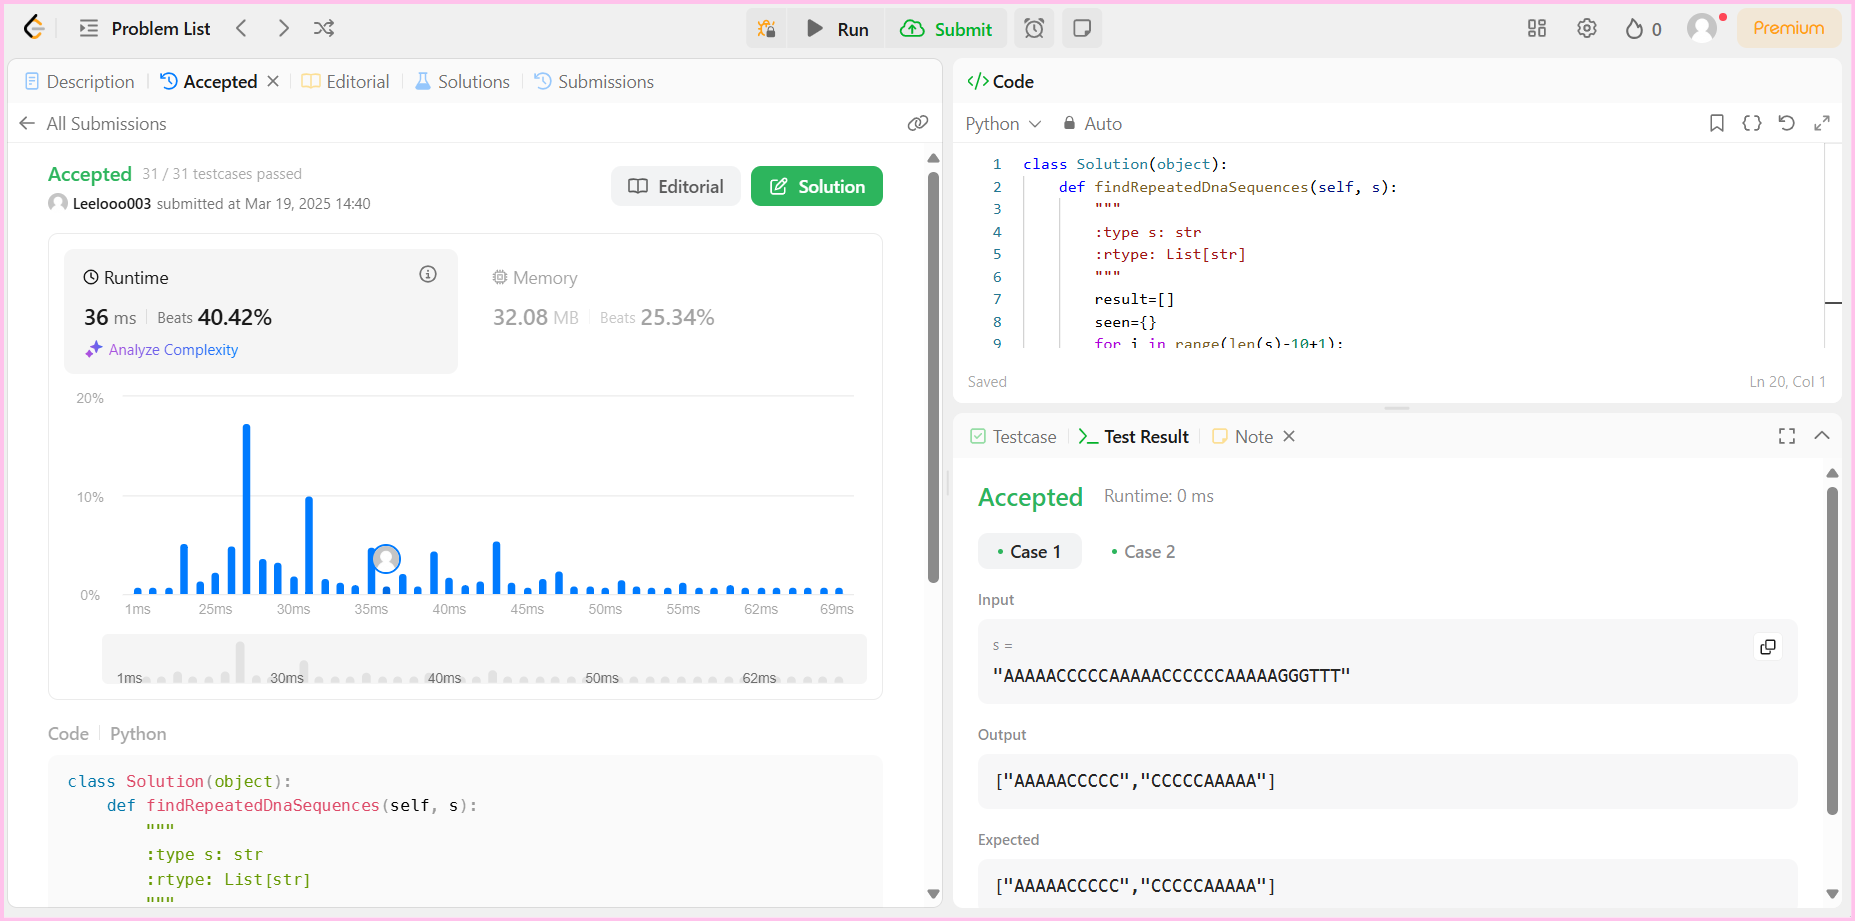 Problem List
Run
Submit
0
Premium
Description
Accepted
Editorial
Solutions
Submissions
All Submissions
Accepted 31 / 31 testcases passed
Leelooo003 submitted at Mar 19, 2025 14:40
Editorial
Solution
Runtime
36 ms Beats 40.42%
Analyze Complexity
Memory
32.08 MB Beats 25.34%
20%
10%
0%
1ms 25ms 30ms 35ms 40ms 45ms 50ms 55ms 62ms 69ms
1ms 30ms 40ms 50ms 62ms
Code Python
class Solution(object):
    def findRepeatedDnaSequences(self, s):
        """
        :type s: str
        :rtype: List[str]
        """
</> Code
Python Auto
1 class Solution(object):
2     def findRepeatedDnaSequences(self, s):
3         """
4         :type s: str
5         :rtype: List[str]
6         """
7         result=[]
8         seen={}
9         for i in range(len(s)-10+1):
Saved
Ln 20, Col 1
Testcase
Test Result
Note
Accepted Runtime: 0 ms
Case 1
Case 2
Input
s =
"AAAAACCCCCAAAAACCCCCCAAAAAGGGTTT"
Output
["AAAAACCCCC","CCCCCAAAAA"]
Expected
["AAAAACCCCC","CCCCCAAAAA"]